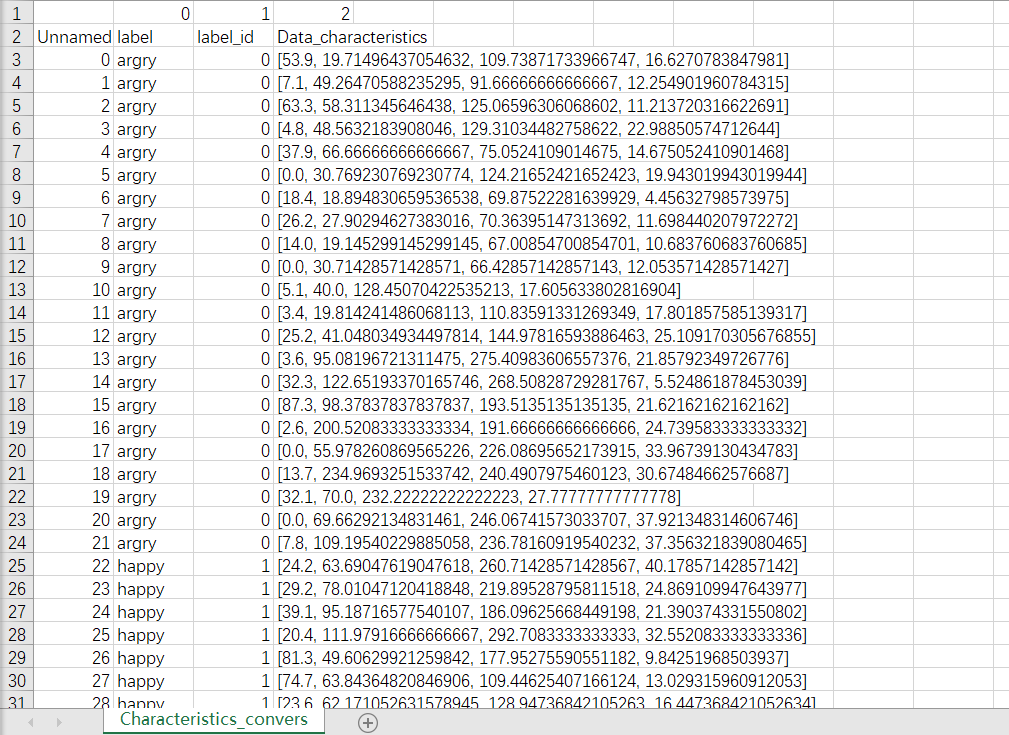 1 0 1 2
2 Unnamed label label_id Data_characteristics
3 0 argry 0 [53.9, 19.71496437054632, 109.73871733966747, 16.6270783847981]
4 1 argry 0 [7.1, 49.26470588235295, 91.66666666666667, 12.254901960784315]
5 2 argry 0 [63.3, 58.311345646438, 125.06596306068602, 11.213720316622691]
6 3 argry 0 [4.8, 48.5632183908046, 129.31034482758622, 22.98850574712644]
7 4 argry 0 [37.9, 66.66666666666667, 75.0524109014675, 14.675052410901468]
8 5 argry 0 [0.0, 30.769230769230774, 124.21652421652423, 19.943019943019944]
9 6 argry 0 [18.4, 18.894830659536538, 69.87522281639929, 4.45632798573975]
10 7 argry 0 [26.2, 27.90294627383016, 70.36395147313692, 11.698440207972272]
11 8 argry 0 [14.0, 19.145299145299145, 67.00854700854701, 10.683760683760685]
12 9 argry 0 [0.0, 30.71428571428571, 66.42857142857143, 12.053571428571427]
13 10 argry 0 [5.1, 40.0, 128.45070422535213, 17.605633802816904]
14 11 argry 0 [3.4, 19.814241486068113, 110.83591331269349, 17.801857585139317]
15 12 argry 0 [25.2, 41.048034934497814, 144.97816593886463, 25.109170305676855]
16 13 argry 0 [3.6, 95.08196721311475, 275.40983606557376, 21.85792349726776]
17 14 argry 0 [32.3, 122.65193370165746, 268.50828729281767, 5.524861878453039]
18 15 argry 0 [87.3, 98.37837837837837, 193.5135135135135, 21.62162162162162]
19 16 argry 0 [2.6, 200.52083333333334, 191.66666666666666, 24.739583333333332]
20 17 argry 0 [0.0, 55.978260869565226, 226.08695652173915, 33.96739130434783]
21 18 argry 0 [13.7, 234.9693251533742, 240.4907975460123, 30.67484662576687]
22 19 argry 0 [32.1, 70.0, 232.22222222222223, 27.77777777777778]
23 20 argry 0 [0.0, 69.66292134831461, 246.06741573033707, 37.921348314606746]
24 21 argry 0 [7.8, 109.19540229885058, 236.78160919540232, 37.356321839080465]
25 22 happy 1 [24.2, 63.69047619047618, 260.71428571428567, 40.17857142857142]
26 23 happy 1 [29.2, 78.01047120418848, 219.89528795811518, 24.869109947643977]
27 24 happy 1 [39.1, 95.18716577540107, 186.09625668449198, 21.390374331550802]
28 25 happy 1 [20.4, 111.97916666666667, 292.7083333333333, 32.552083333333336]
29 26 happy 1 [81.3, 49.60629921259842, 177.95275590551182, 9.84251968503937]
30 27 happy 1 [74.7, 63.84364820846906, 109.44625407166124, 13.029315960912053]
31 28 happy 1 [23.6, 62.171052631578945, 128.94736842105263, 16.447368421052634]
Characteristics_convers